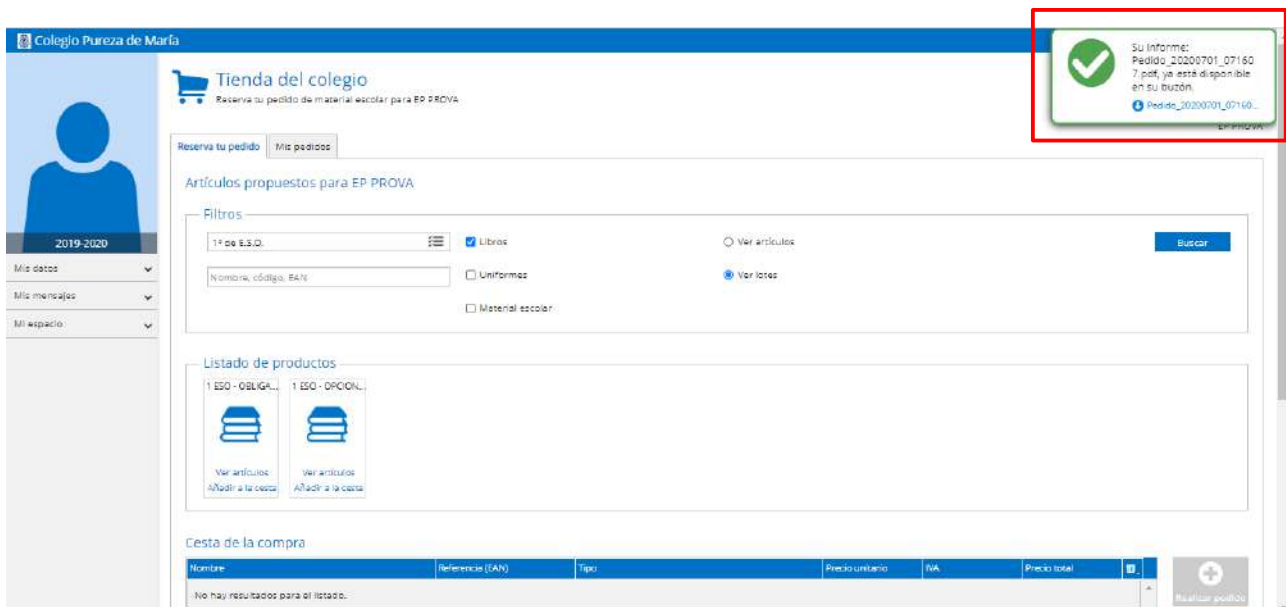 Colegio Pureza de María
Su informe:
Pedido_20200701_07160
7.pdf, ya está disponible
en su buzón.
Pedido_20200701_07160...
Tienda del colegio
Reserva tu pedido de material escolar para EP PROVA
EP PROVA
Reserva tu pedido
Mis pedidos
Artículos propuestos para EP PROVA
Filtros
1º de E.S.O.
Libros
Ver artículos
Buscar
Nombre, código, EAN
Uniformes
Ver lotes
Material escolar
2019-2020
Mis datos
Mis mensajes
Mi espacio
Listado de productos
1 ESO - OBLIGA...
1 ESO - OPCION...
Ver artículos
Ver artículos
Añadir a la cesta
Añadir a la cesta
Cesta de la compra
Nombre
Referencia (EAN)
Tipo
Precio unitario
IVA
Precio total
No hay resultados para el listado.
Realizar pedido